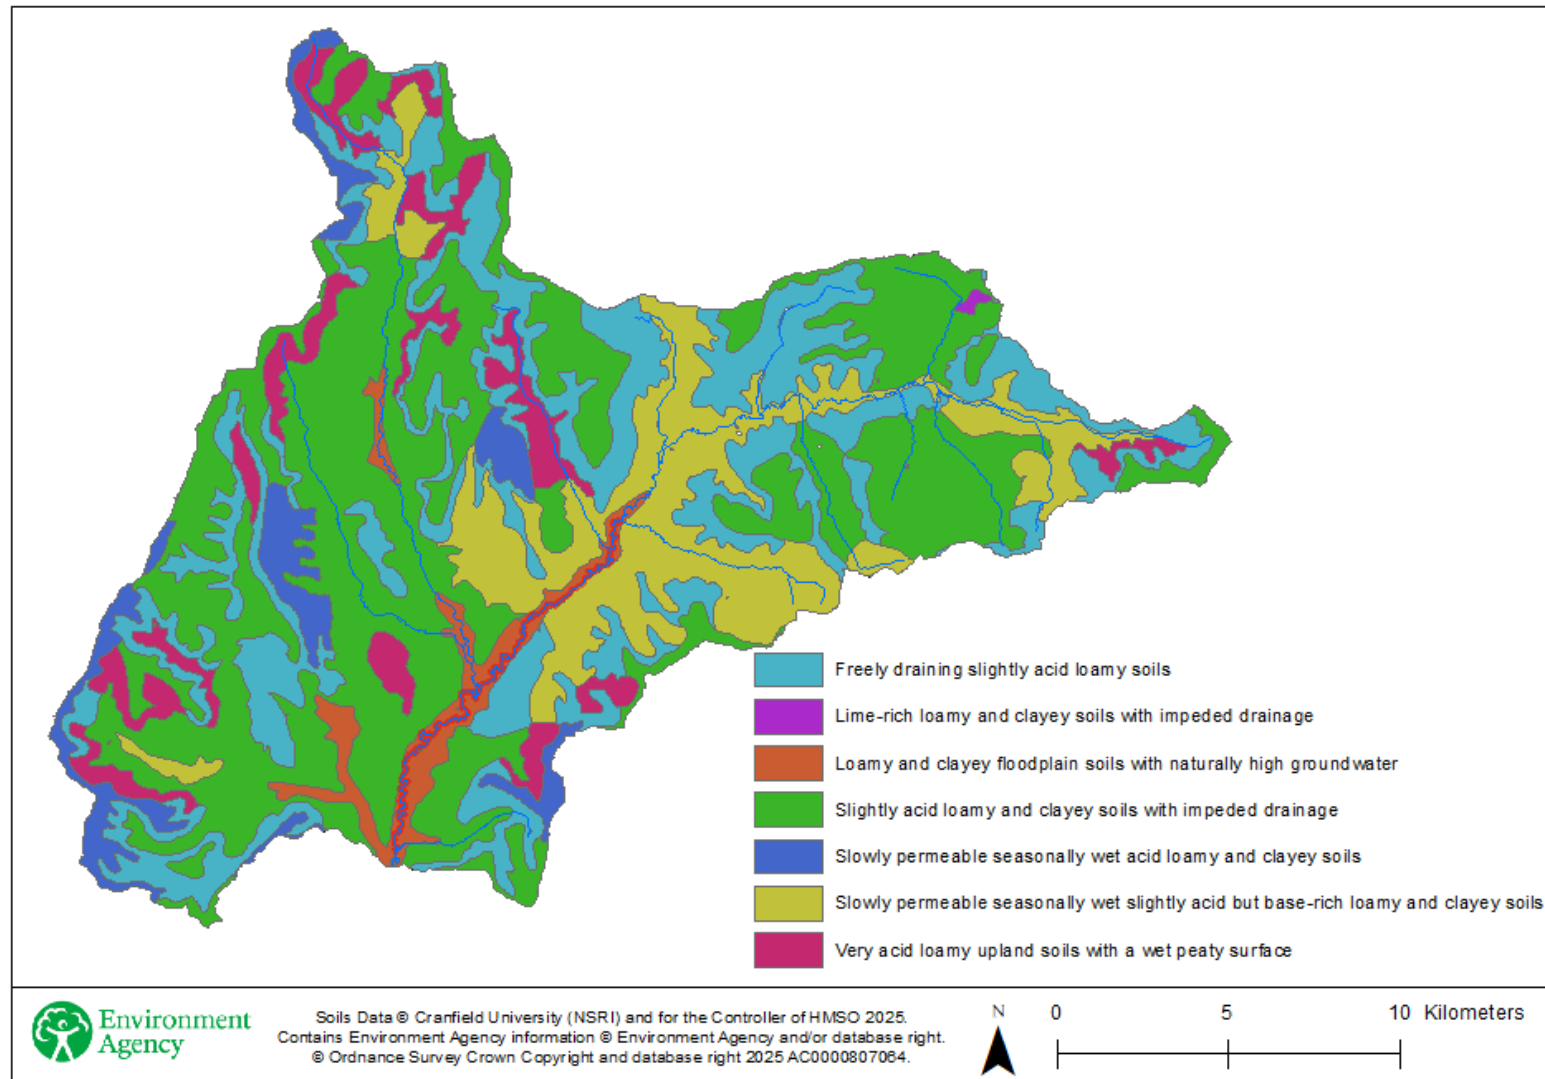 Freely draining slightly acid loamy soils
Lime-rich loamy and clayey soils with impeded drainage
Loamy and clayey floodplain soils with naturally high groundwater
Slightly acid loamy and clayey soils with impeded drainage
Slowly permeable seasonally wet acid loamy and clayey soils
Slowly permeable seasonally wet slightly acid but base-rich loamy and clayey soils
Very acid loamy upland soils with a wet peaty surface
Environment
Agency
Soils Data © Cranfield University (NSRI) and for the Controller of HMSO 2025.
Contains Environment Agency information © Environment Agency and/or database right.
© Ordnance Survey Crown Copyright and database right 2025 AC0000807064.
N
0 5 10 Kilometers